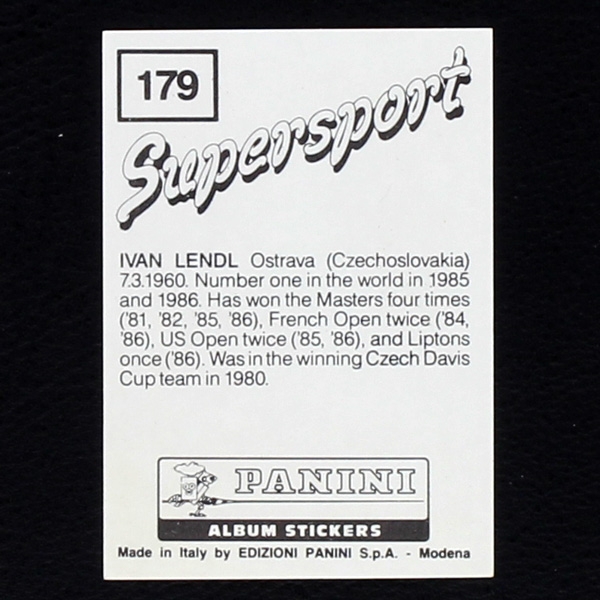 179
Supersport
IVAN LENDL Ostrava (Czechoslovakia)
7.3.1960. Number one in the world in 1985
and 1986. Has won the Masters four times
('81, '82, '85, '86), French Open twice ('84,
'86), US Open twice ('85, '86), and Liptons
once ('86). Was in the winning Czech Davis
Cup team in 1980.
PANINI
ALBUM STICKERS
Made in Italy by EDIZIONI PANINI S.p.A. - Modena